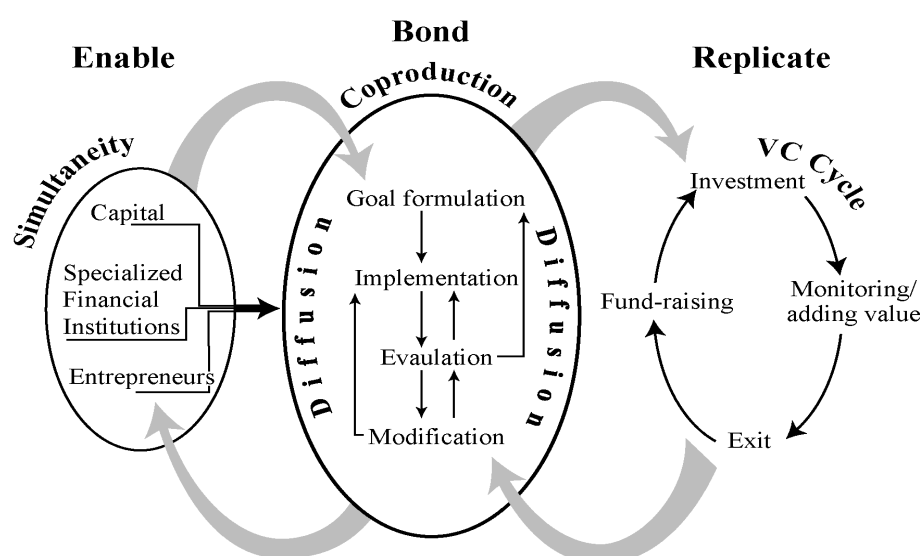 Enable
Bond
Replicate
Simultaneity
Capital
Specialized
Financial
Institutions
Entrepreneurs
Coproduction
Diffusion
Goal formulation
Implementation
Evaulation
Modification
Diffusion
VC Cycle
Investment
Monitoring/
adding value
Exit
Fund-raising